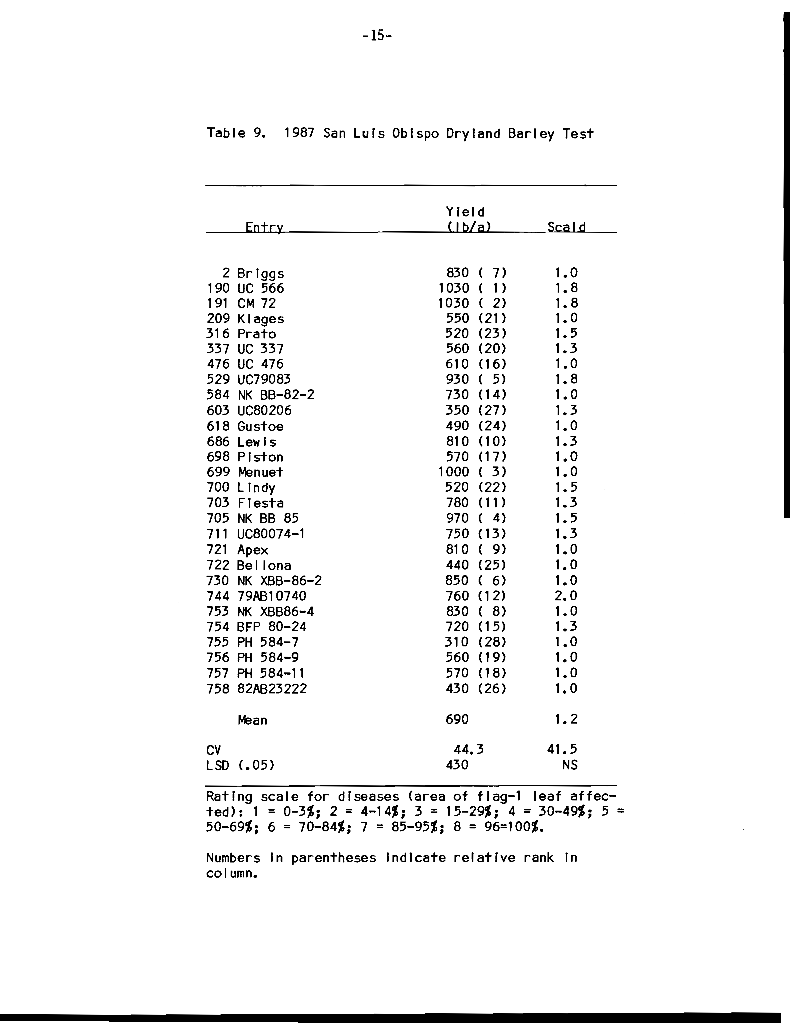 -15-
Table 9. 1987 San Luis Obispo Dryland Barley Test
Yield
Entry (lb/a) Scald
2 Briggs 830 ( 7) 1.0
190 UC 566 1030 ( 1) 1.8
191 CM 72 1030 ( 2) 1.8
209 Klages 550 (21) 1.0
316 Prato 520 (23) 1.5
337 UC 337 560 (20) 1.3
476 UC 476 610 (16) 1.0
529 UC79083 930 ( 5) 1.8
584 NK BB-82-2 730 (14) 1.0
603 UC80206 350 (27) 1.3
618 Gustoe 490 (24) 1.0
686 Lewis 810 (10) 1.3
698 Piston 570 (17) 1.0
699 Menuet 1000 ( 3) 1.0
700 Lindy 520 (22) 1.5
703 Fiesta 780 (11) 1.3
705 NK BB 85 970 ( 4) 1.5
711 UC80074-1 750 (13) 1.3
721 Apex 810 ( 9) 1.0
722 Bellona 440 (25) 1.0
730 NK XBB-86-2 850 ( 6) 1.0
744 79AB10740 760 (12) 2.0
753 NK XBB86-4 830 ( 8) 1.0
754 BFP 80-24 720 (15) 1.3
755 PH 584-7 310 (28) 1.0
756 PH 584-9 560 (19) 1.0
757 PH 584-11 570 (18) 1.0
758 82AB23222 430 (26) 1.0
Mean 690 1.2
CV 44.3 41.5
LSD (.05) 430 NS
Rating scale for diseases (area of flag-1 leaf affec-
ted): 1 = 0-3%; 2 = 4-14%; 3 = 15-29%; 4 = 30-49%; 5 =
50-69%; 6 = 70-84%; 7 = 85-95%; 8 = 96=100%.
Numbers in parentheses indicate relative rank in
column.